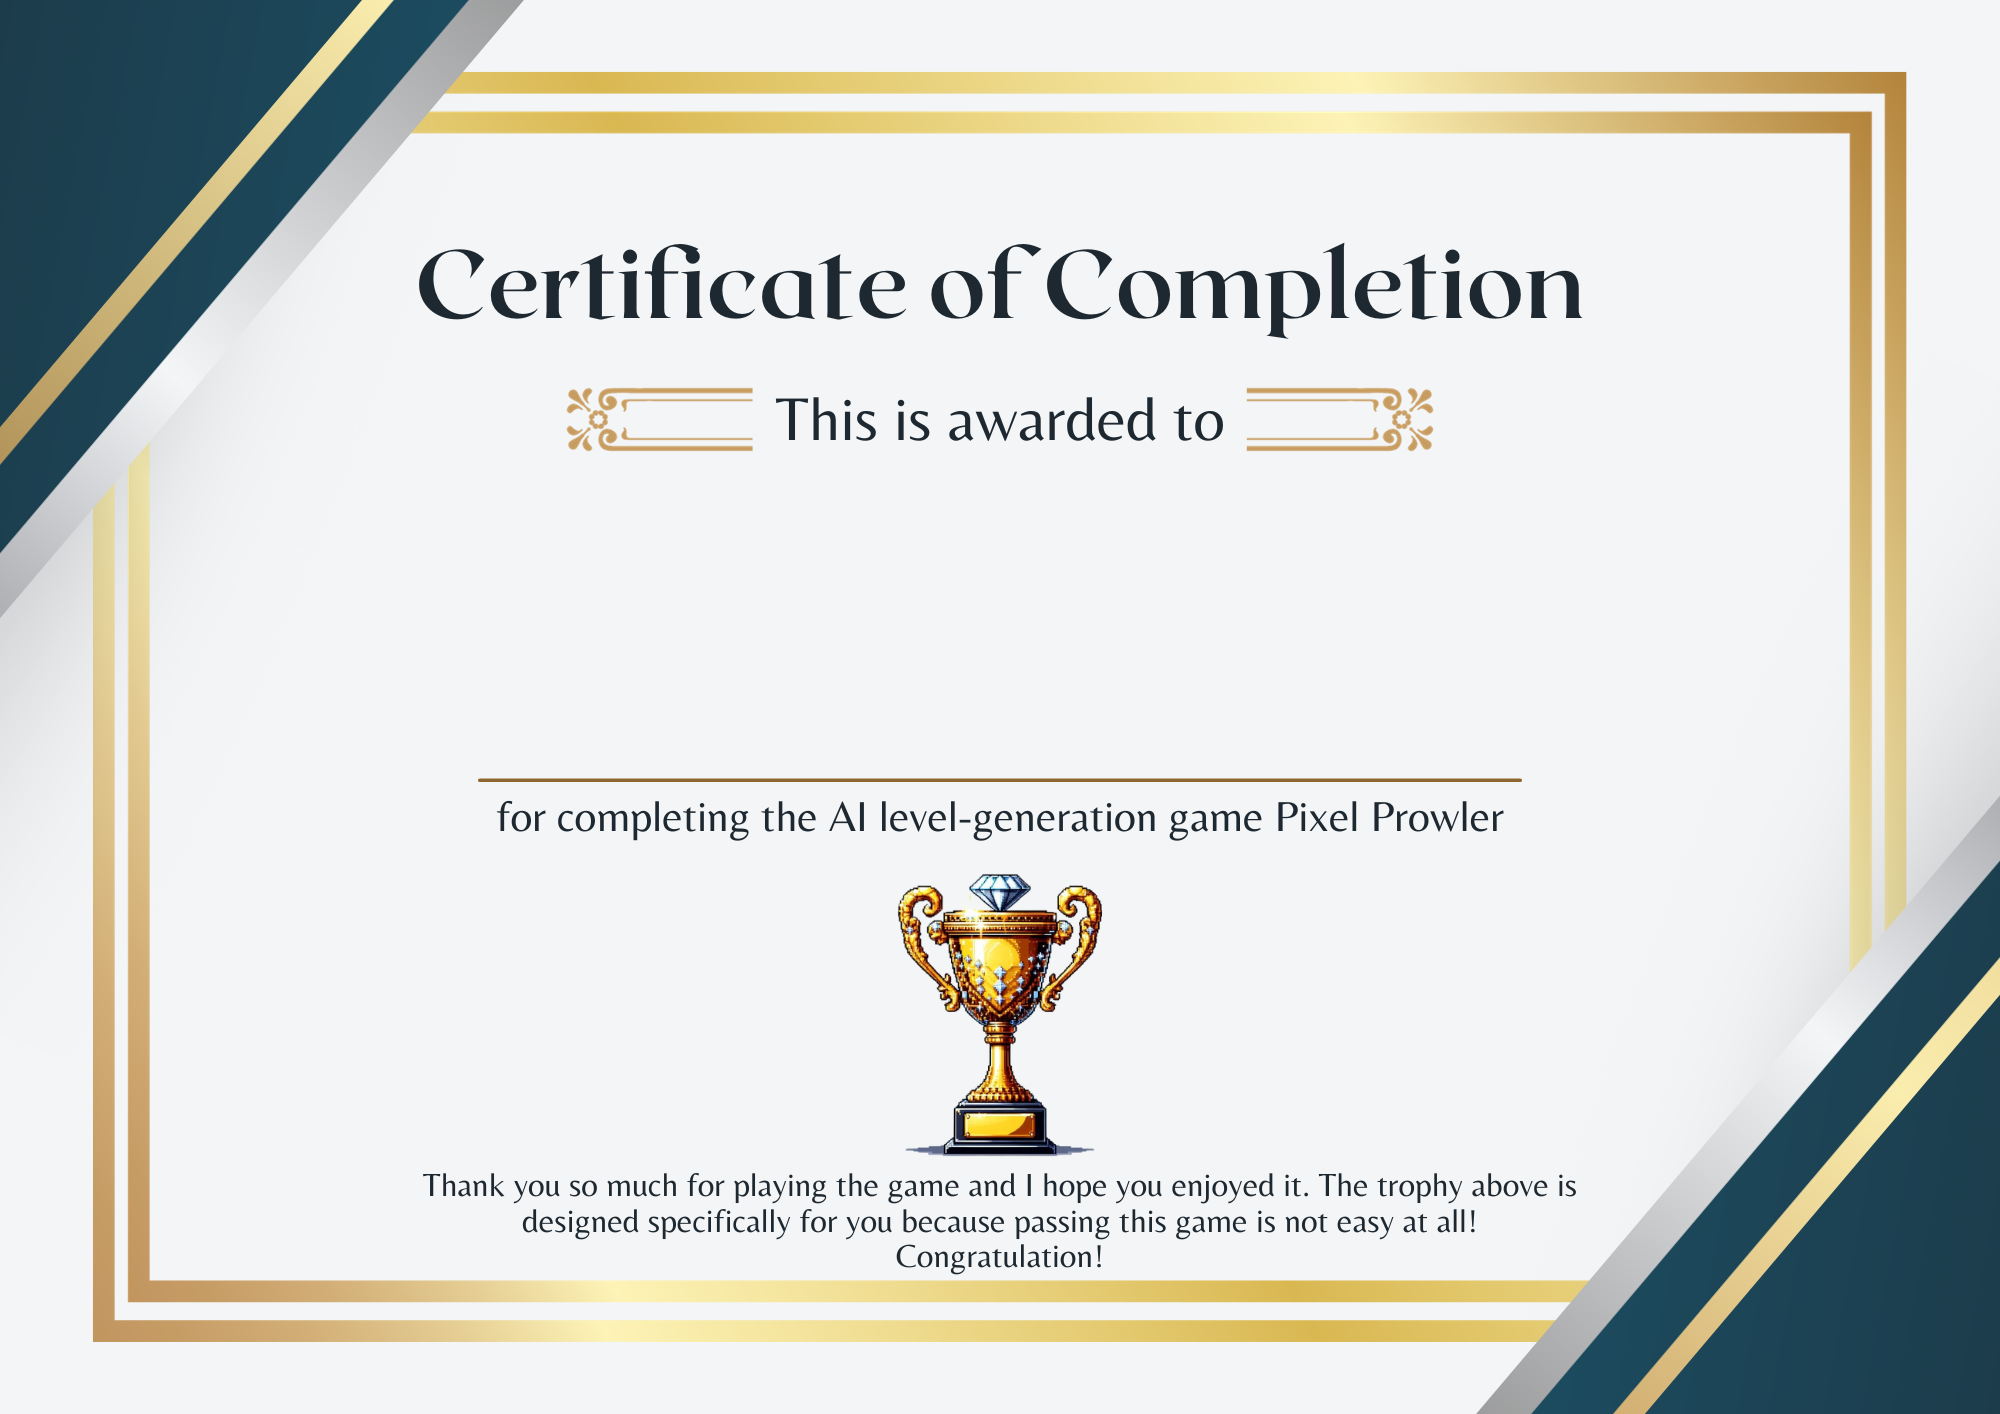 Certificate of Completion
This is awarded to
for completing the AI level-generation game Pixel Prowler
Thank you so much for playing the game and I hope you enjoyed it. The trophy above is
designed specifically for you because passing this game is not easy at all!
Congratulation!